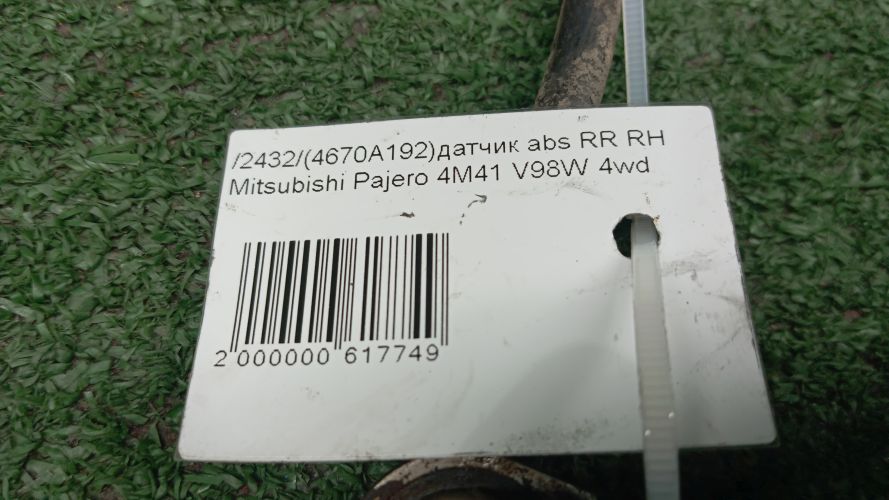 /2432/(4670A192)датчик abs RR RH
Mitsubishi Pajero 4M41 V98W 4wd
2 000000 617749